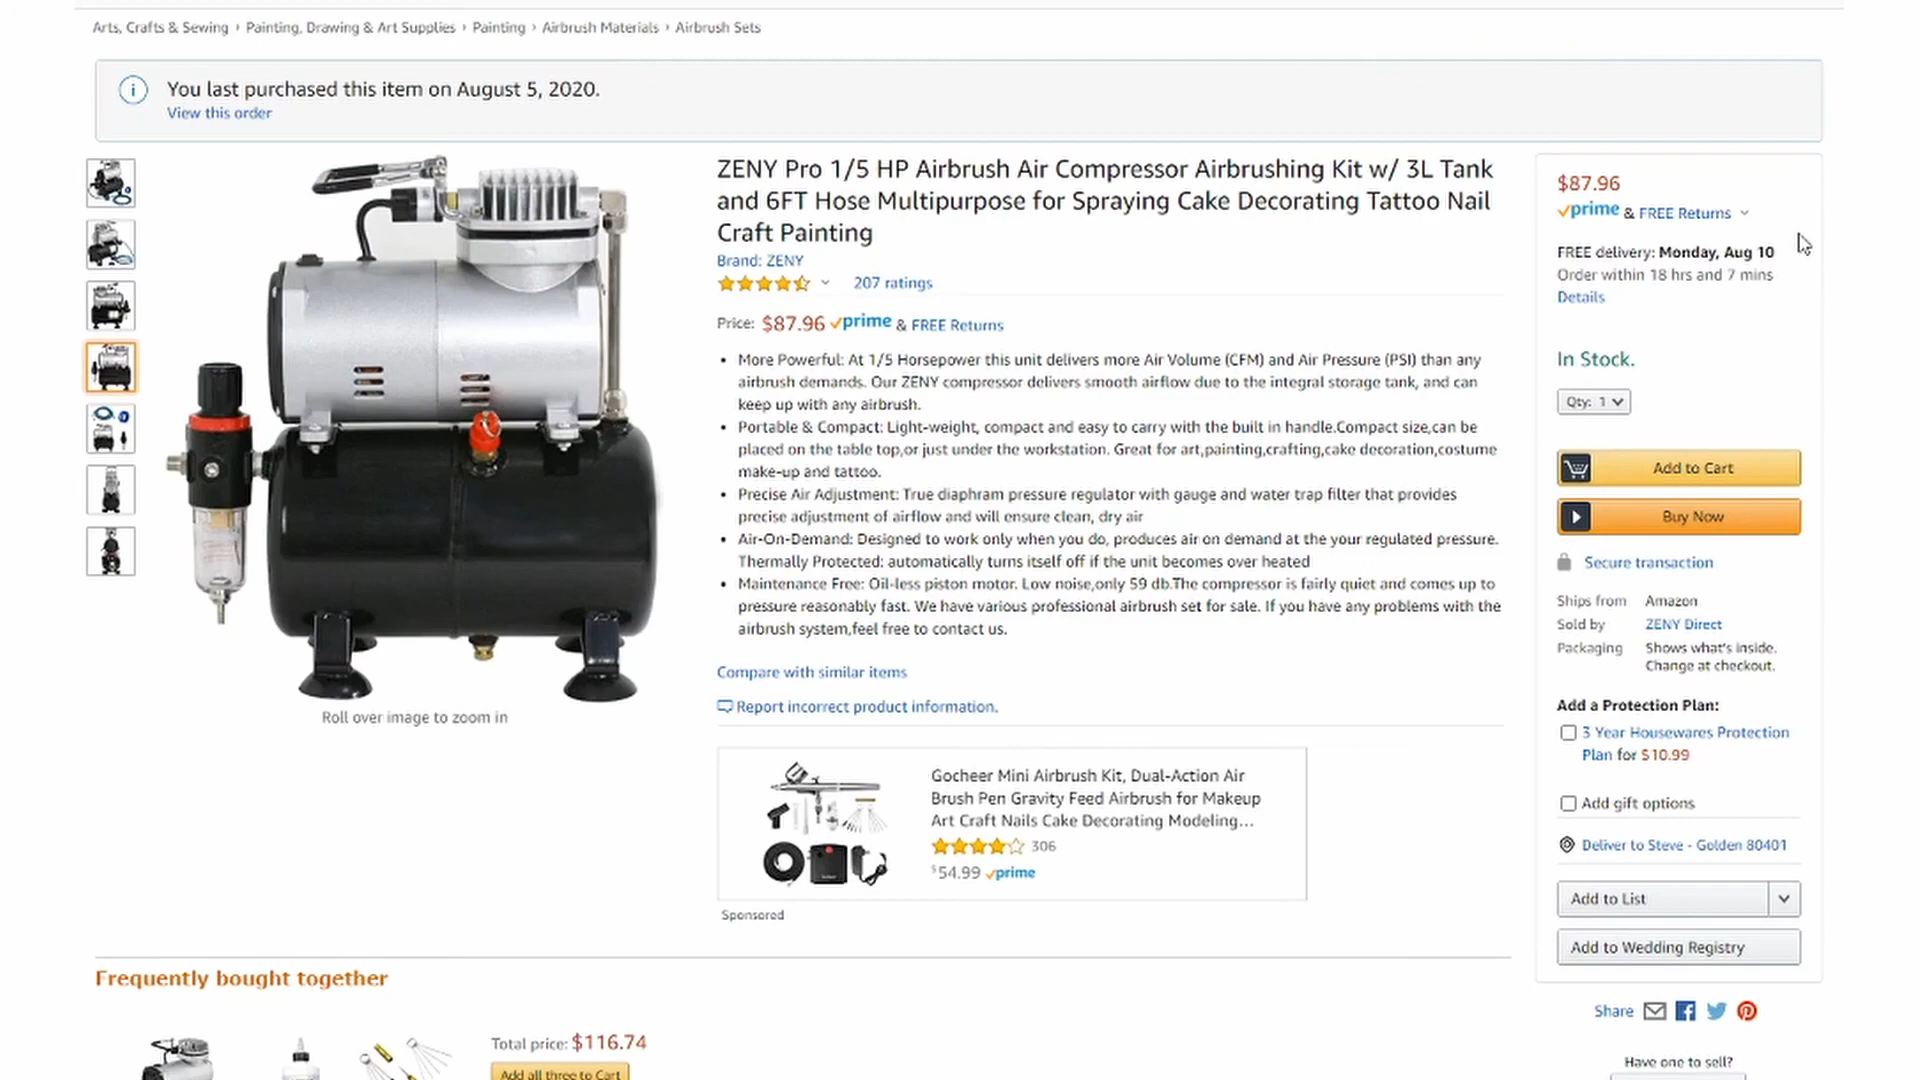 Arts, Crafts & Sewing › Painting, Drawing & Art Supplies › Painting › Airbrush Materials › Airbrush Sets
You last purchased this item on August 5, 2020.
View this order
ZENY Pro 1/5 HP Airbrush Air Compressor Airbrushing Kit w/ 3L Tank
and 6FT Hose Multipurpose for Spraying Cake Decorating Tattoo Nail
Craft Painting
Brand: ZENY
207 ratings
Price: $87.96 prime & FREE Returns
• More Powerful: At 1/5 Horsepower this unit delivers more Air Volume (CFM) and Air Pressure (PSI) than any
airbrush demands. Our ZENY compressor delivers smooth airflow due to the integral storage tank, and can
keep up with any airbrush.
• Portable & Compact: Light-weight, compact and easy to carry with the built in handle.Compact size,can be
placed on the table top,or just under the workstation. Great for art,painting,crafting,cake decoration,costume
make-up and tattoo.
• Precise Air Adjustment: True diaphram pressure regulator with gauge and water trap filter that provides
precise adjustment of airflow and will ensure clean, dry air
• Air-On-Demand: Designed to work only when you do, produces air on demand at the your regulated pressure.
Thermally Protected: automatically turns itself off if the unit becomes over heated
• Maintenance Free: Oil-less piston motor. Low noise,only 59 db.The compressor is fairly quiet and comes up to
pressure reasonably fast. We have various professional airbrush set for sale. If you have any problems with the
airbrush system,feel free to contact us.
Compare with similar items
Report incorrect product information.
Roll over image to zoom in
Gocheer Mini Airbrush Kit, Dual-Action Air
Brush Pen Gravity Feed Airbrush for Makeup
Art Craft Nails Cake Decorating Modeling...
306
$54.99 prime
Sponsored
$87.96
prime & FREE Returns
FREE delivery: Monday, Aug 10
Order within 18 hrs and 7 mins
Details
In Stock.
Qty: 1
Add to Cart
Buy Now
Secure transaction
Ships from Amazon
Sold by ZENY Direct
Packaging Shows what's inside.
Change at checkout.
Add a Protection Plan:
3 Year Housewares Protection
Plan for $10.99
Add gift options
Deliver to Steve - Golden 80401
Add to List
Add to Wedding Registry
Share
Have one to sell?
Frequently bought together
Total price: $116.74
Add all three to Cart